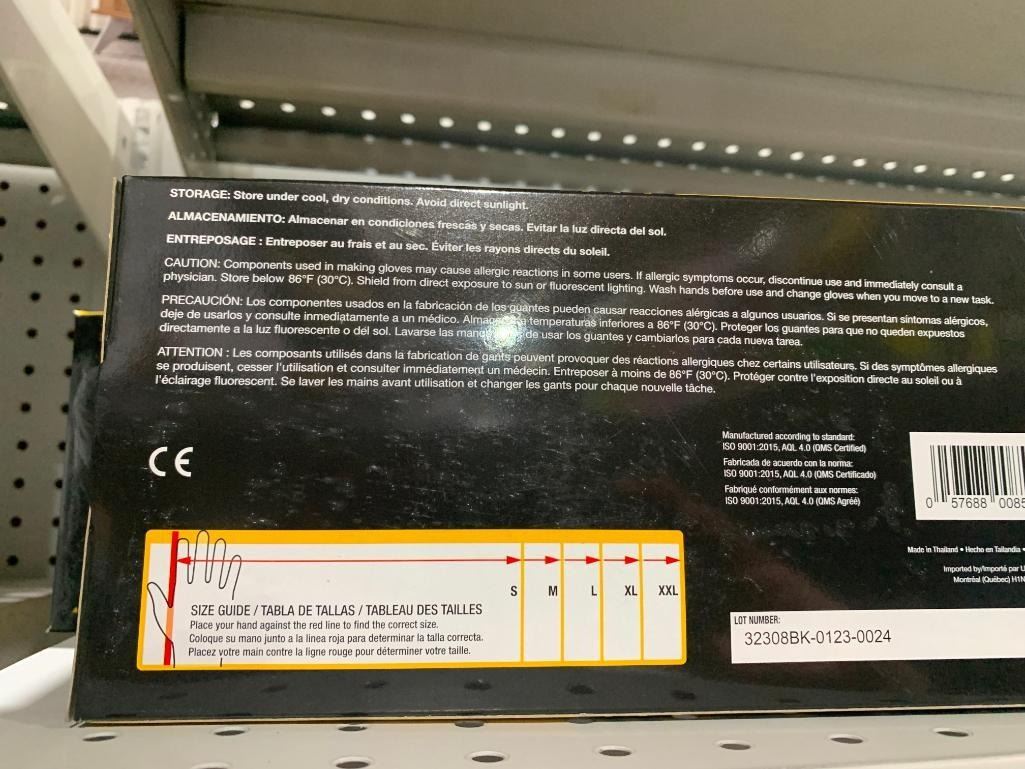 STORAGE: Store under cool, dry conditions. Avoid direct sunlight.
ALMACENAMIENTO: Almacenar en condiciones frescas y secas. Evitar la luz directa del sol.
ENTREPOSAGE : Entreposer au frais et au sec. Éviter les rayons directs du soleil.
CAUTION: Components used in making gloves may cause allergic reactions in some users. If allergic symptoms occur, discontinue use and immediately consult a
physician. Store below 86°F (30°C). Shield from direct exposure to sun or fluorescent lighting. Wash hands before use and change gloves when you move to a new task.
PRECAUCIÓN: Los componentes usados en la fabricación de los guantes pueden causar reacciones alérgicas a algunos usuarios. Si se presentan síntomas alérgicos,
deje de usarlos y consulte inmediatamente a un médico. a temperaturas inferiores a 86°F (30°C). Proteger los guantes para que no queden expuestos
directamente a la luz fluorescente o del sol. Lavarse las de usar los guantes y cambiarlos para cada nueva tarea.
ATTENTION : Les composants utilisés dans la fabrication de gants peuvent provoquer des réactions allergiques chez certains utilisateurs. Si des symptômes allergiques
se produisent, cesser l'utilisation et consulter immédiatement un médecin. Entreposer à moins de 86°F (30°C). Protéger contre l'exposition directe au soleil ou à
l'éclairage fluorescent. Se laver les mains avant utilisation et changer les gants pour chaque nouvelle tâche.
CE
Manufactured according to standard:
ISO 9001:2015, AQL 4.0 (QMS Certified)
Fabricada de acuerdo con la norma:
ISO 9001:2015, AQL 4.0 (QMS Certificado)
Fabriqué conformément aux normes:
ISO 9001:2015, AQL 4.0 (QMS Agréé)
0 57688 0085
Made in Thailand • Hecho en Tailandia •
Imported by/Importé par U
Montréal (Québec) H1N
S M L XL XXL
SIZE GUIDE / TABLA DE TALLAS / TABLEAU DES TAILLES
Place your hand against the red line to find the correct size.
Coloque su mano junto a la linea roja para determinar la talla correcta.
Placez votre main contre la ligne rouge pour déterminer votre taille.
LOT NUMBER:
32308BK-0123-0024